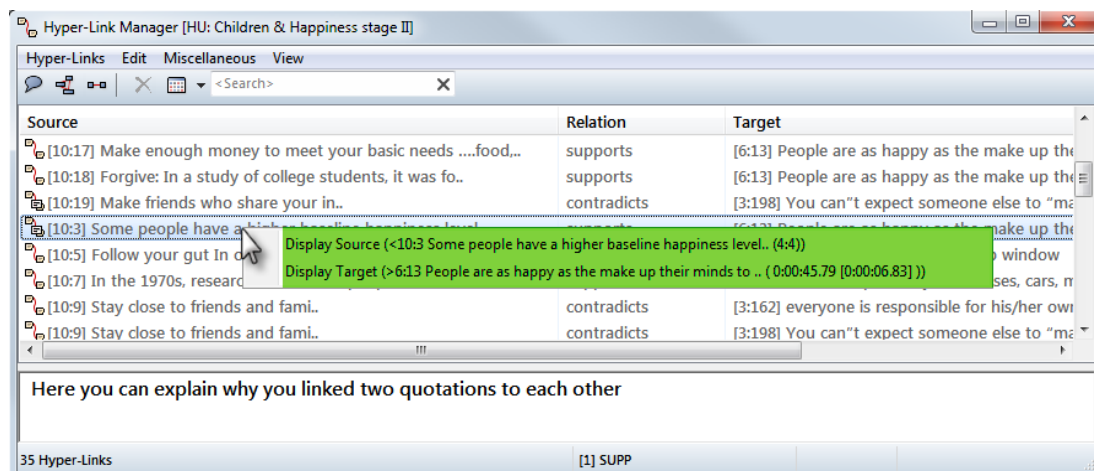 Hyper-Link Manager [HU: Children & Happiness stage II]
Hyper-Links Edit Miscellaneous View
<Search>
Source Relation Target
[10:17] Make enough money to meet your basic needs ....food,.. supports [6:13] People are as happy as the make up the
[10:18] Forgive: In a study of college students, it was fo.. supports [6:13] People are as happy as the make up the
[10:19] Make friends who share your in.. contradicts [3:198] You can"t expect someone else to "ma
[10:3] Some people have a higher baseline happiness level make up the
Display Source (<10:3 Some people have a higher baseline happiness level.. (4:4))
[10:5] Follow your gut In window
Display Target (>6:13 People are as happy as the make up their minds to .. ( 0:00:45.79 [0:00:06.83] ))
[10:7] In the 1970s, researc ses, cars, m
[10:9] Stay close to friends and fami.. contradicts [3:162] everyone is responsible for his/her own
[10:9] Stay close to friends and fami.. contradicts [3:198] You can"t expect someone else to "ma
Here you can explain why you linked two quotations to each other
35 Hyper-Links [1] SUPP